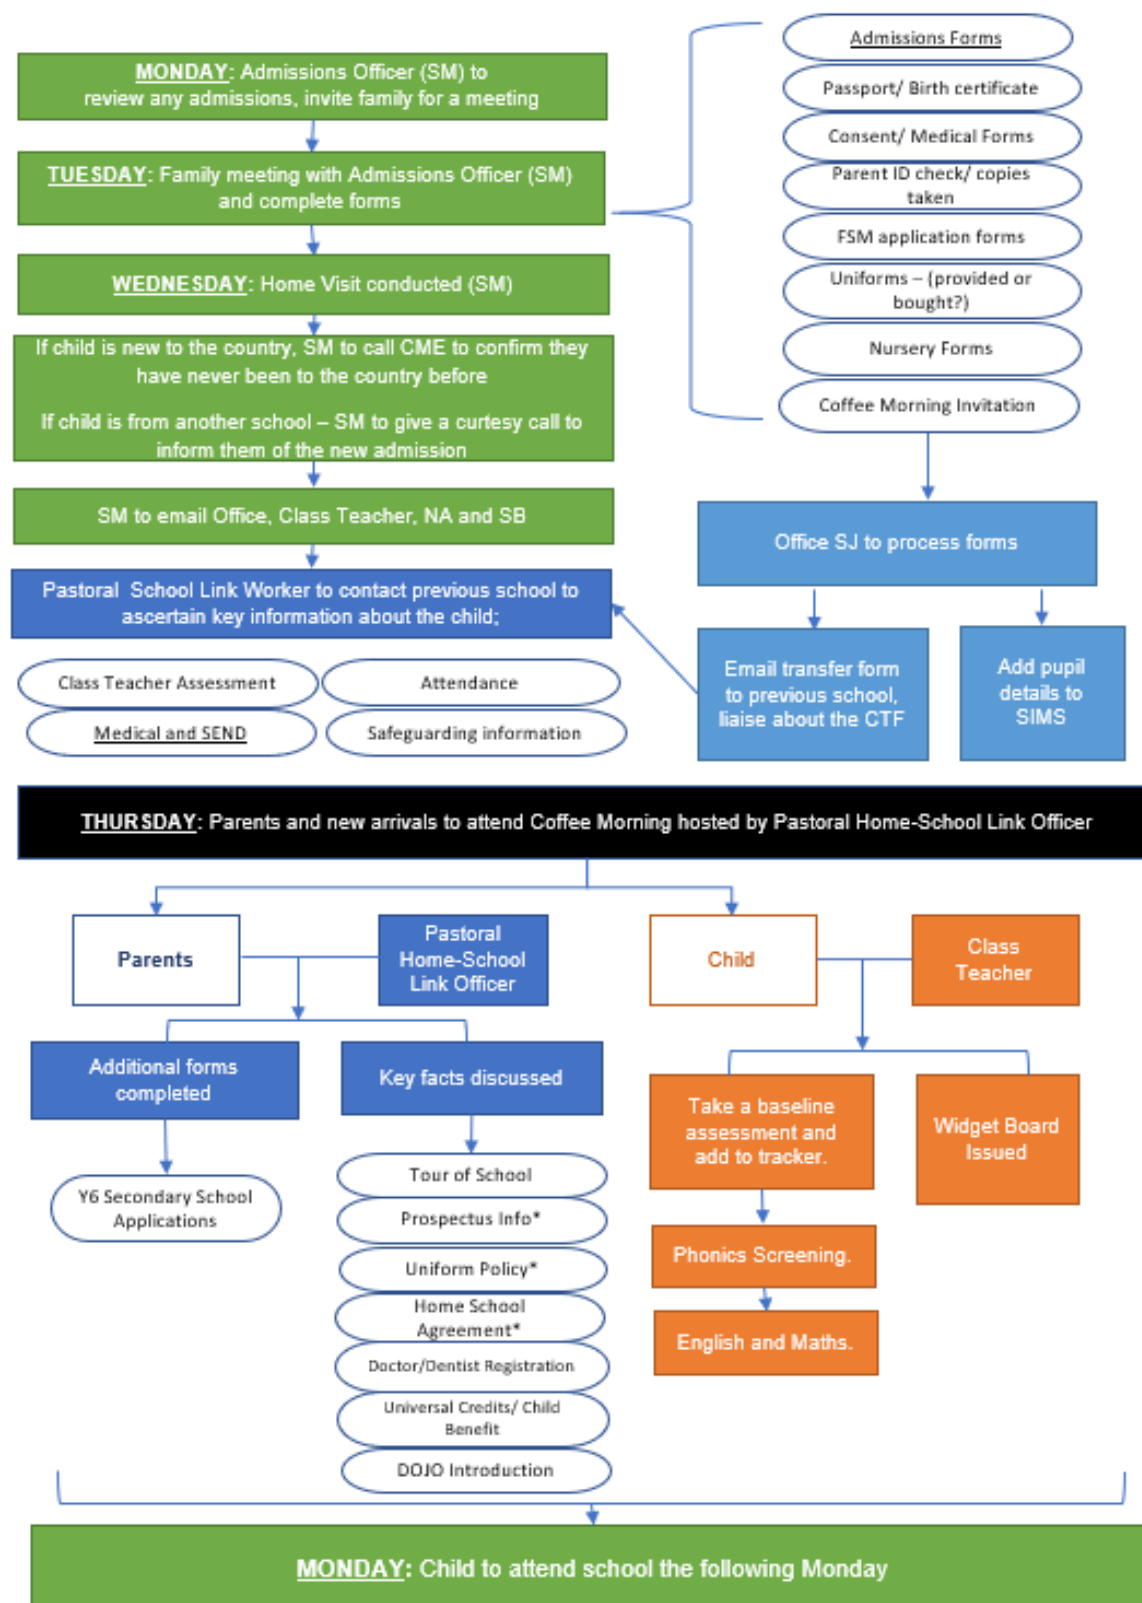 MONDAY: Admissions Officer (SM) to
review any admissions, invite family for a meeting
TUESDAY: Family meeting with Admissions Officer (SM)
and complete forms
WEDNESDAY: Home Visit conducted (SM)
If child is new to the country, SM to call CME to confirm they
have never been to the country before
If child is from another school – SM to give a curtesy call to
inform them of the new admission
SM to email Office, Class Teacher, NA and SB
Pastoral School Link Worker to contact previous school to
ascertain key information about the child;
Class Teacher Assessment
Attendance
Medical and SEND
Safeguarding information
Admissions Forms
Passport/ Birth certificate
Consent/ Medical Forms
Parent ID check/ copies
taken
FSM application forms
Uniforms – (provided or
bought?)
Nursery Forms
Coffee Morning Invitation
Office SJ to process forms
Email transfer form
to previous school,
liaise about the CTF
Add pupil
details to
SIMS
THURSDAY: Parents and new arrivals to attend Coffee Morning hosted by Pastoral Home-School Link Officer
Parents
Pastoral
Home-School
Link Officer
Additional forms
completed
Key facts discussed
Y6 Secondary School
Applications
Tour of School
Prospectus Info*
Uniform Policy*
Home School
Agreement*
Doctor/Dentist Registration
Universal Credits/ Child
Benefit
DOJO Introduction
Child
Class
Teacher
Take a baseline
assessment and
add to tracker.
Widget Board
Issued
Phonics Screening.
English and Maths.
MONDAY: Child to attend school the following Monday